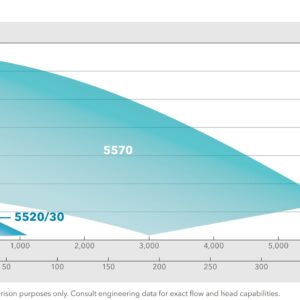 5570
5520/30
1,000 2,000 3,000 4,000 5,000
50 100 150 200 250 300
rison purposes only. Consult engineering data for exact flow and head capabilities.